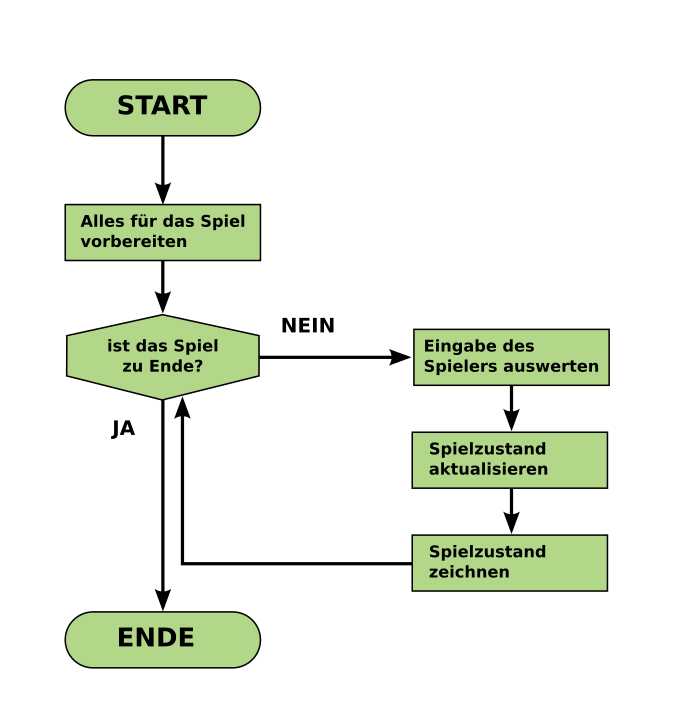 START
Alles für das Spiel
vorbereiten
ist das Spiel
zu Ende?
NEIN
Eingabe des
Spielers auswerten
JA
Spielzustand
aktualisieren
Spielzustand
zeichnen
ENDE